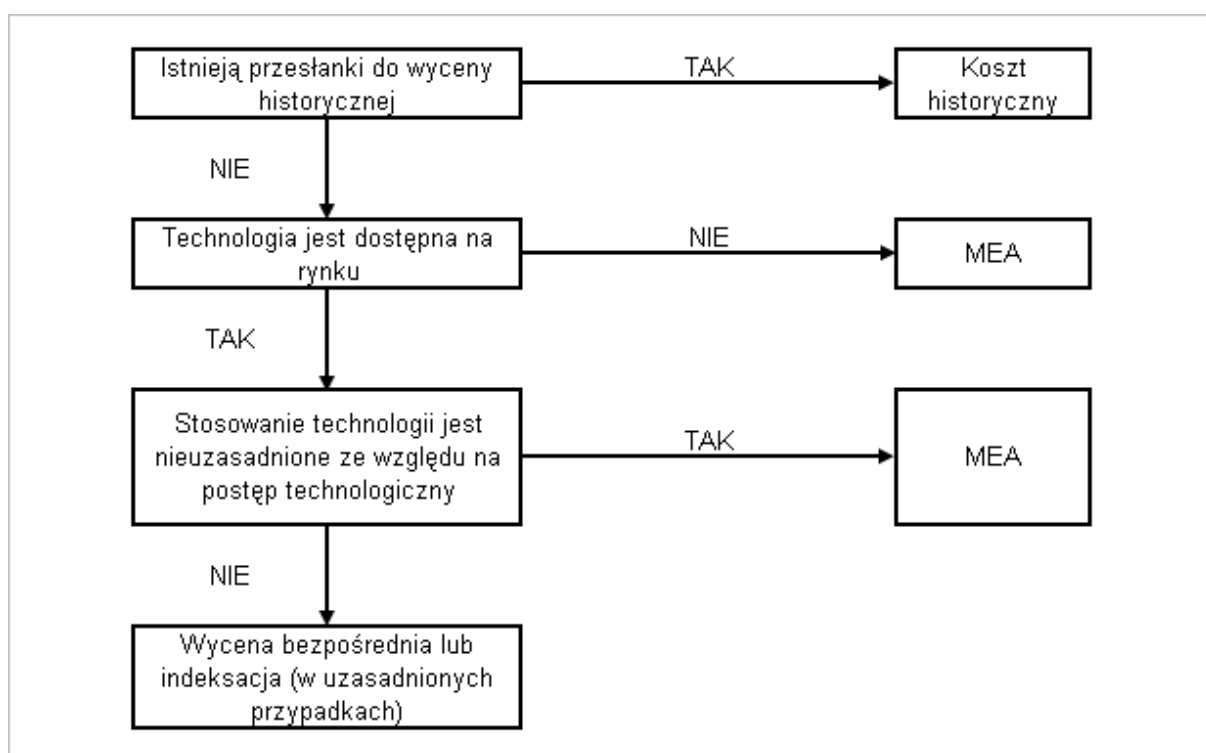 Istnieją przesłanki do wyceny
historycznej
TAK
Koszt
historyczny
NIE
Technologia jest dostępna na
rynku
NIE
MEA
TAK
Stosowanie technologii jest
nieuzasadnione ze względu na
postęp technologiczny
TAK
MEA
NIE
Wycena bezpośrednia lub
indeksacja (w uzasadnionych
przypadkach)